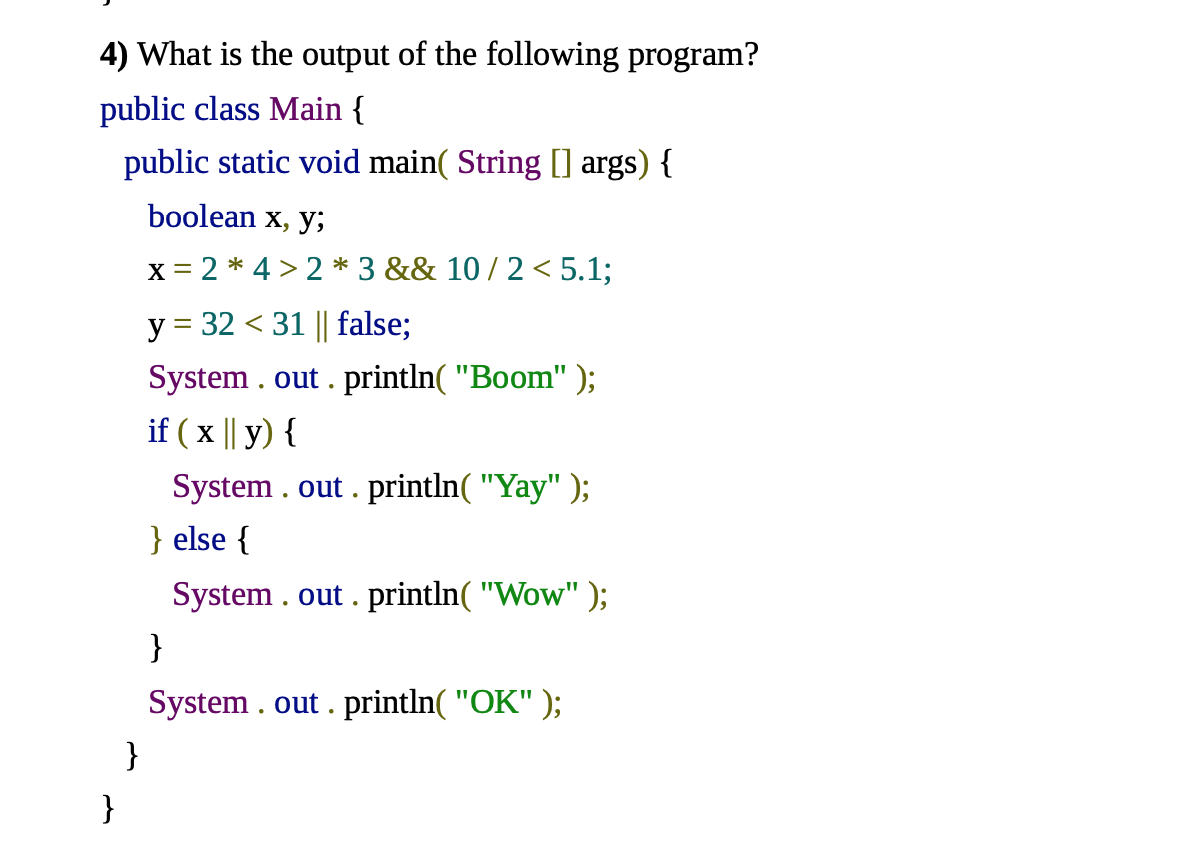 }
4) What is the output of the following program?
public class Main {
public static void main( String [] args) {
boolean x, y;
x = 2 * 4 > 2 * 3 && 10 / 2 < 5.1;
y = 32 < 31 || false;
System . out . println( "Boom" );
if ( x || y) {
System . out . println( "Yay" );
} else {
System . out . println( "Wow" );
}
System . out . println( "OK" );
}
}